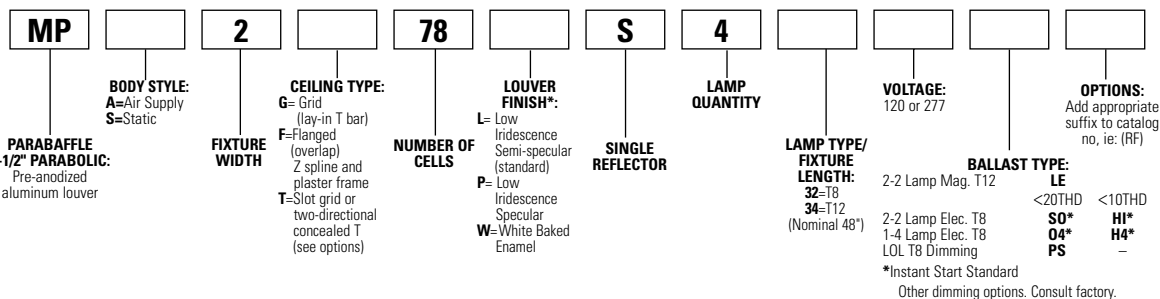 MP 2 78 S 4
PARABAFFLE
-1/2" PARABOLIC:
Pre-anodized
aluminum louver
BODY STYLE:
A=Air Supply
S=Static
FIXTURE
WIDTH
CEILING TYPE:
G= Grid
(lay-in T bar)
F=Flanged
(overlap)
Z spline and
plaster frame
T=Slot grid or
two-directional
concealed T
(see options)
NUMBER OF
CELLS
LOUVER
FINISH*:
L= Low
Iridescence
Semi-specular
(standard)
P= Low
Iridescence
Specular
W=White Baked
Enamel
SINGLE
REFLECTOR
LAMP
QUANTITY
LAMP TYPE/
FIXTURE
LENGTH:
32=T8
34=T12
(Nominal 48")
VOLTAGE:
120 or 277
BALLAST TYPE:
2-2 Lamp Mag. T12 LE
<20THD <10THD
2-2 Lamp Elec. T8 SO* HI*
1-4 Lamp Elec. T8 O4* H4*
LOL T8 Dimming PS –
*Instant Start Standard
Other dimming options. Consult factory.
OPTIONS:
Add appropriate
suffix to catalog
no, ie: (RF)